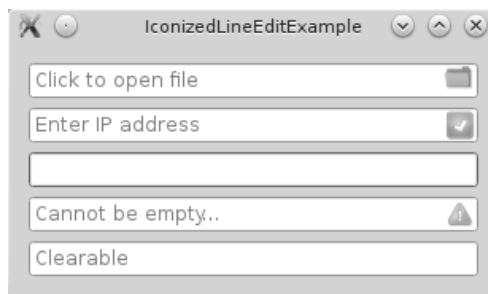 IconizedLineEditExample
Click to open file
Enter IP address
Cannot be empty...
Clearable